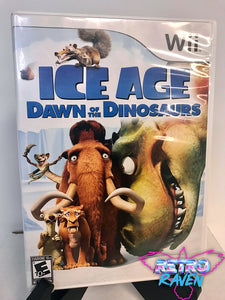 Wii
ICE AGE
DAWN OF THE DINOSAURS
E
RETRO
RAVEN